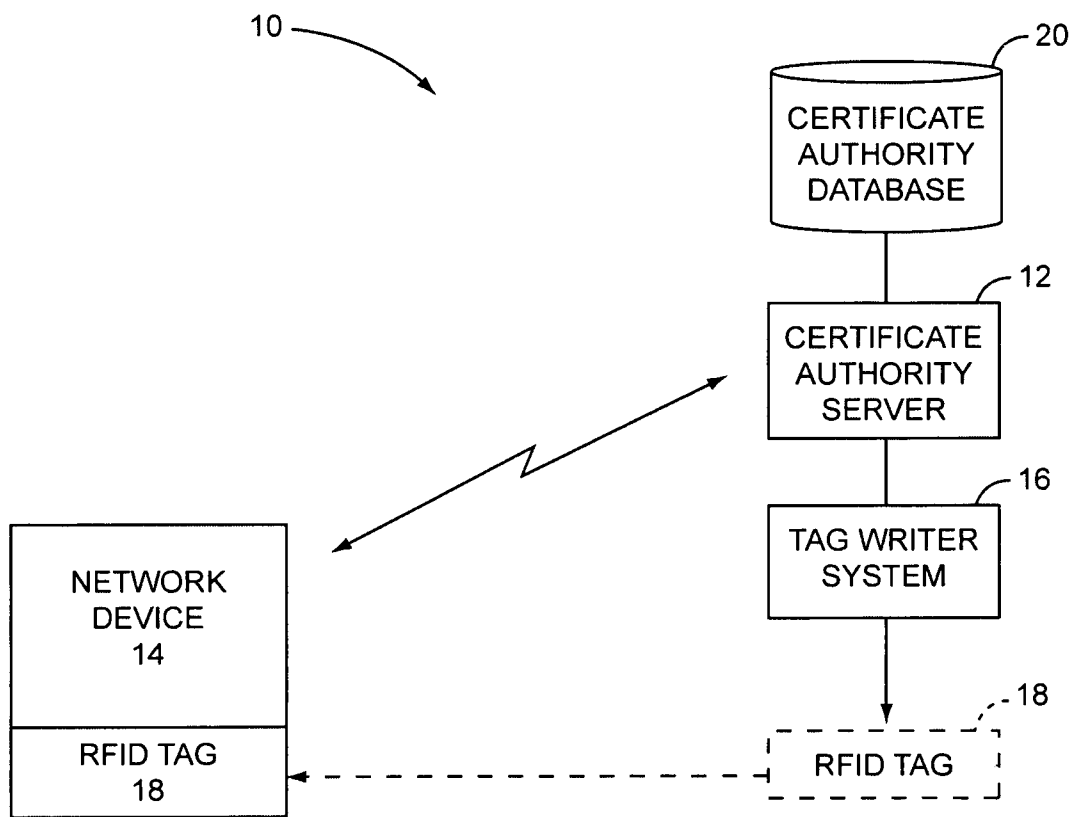 10
20
CERTIFICATE
AUTHORITY
DATABASE
12
CERTIFICATE
AUTHORITY
SERVER
16
TAG WRITER
SYSTEM
NETWORK
DEVICE
14
18
RFID TAG
RFID TAG
18